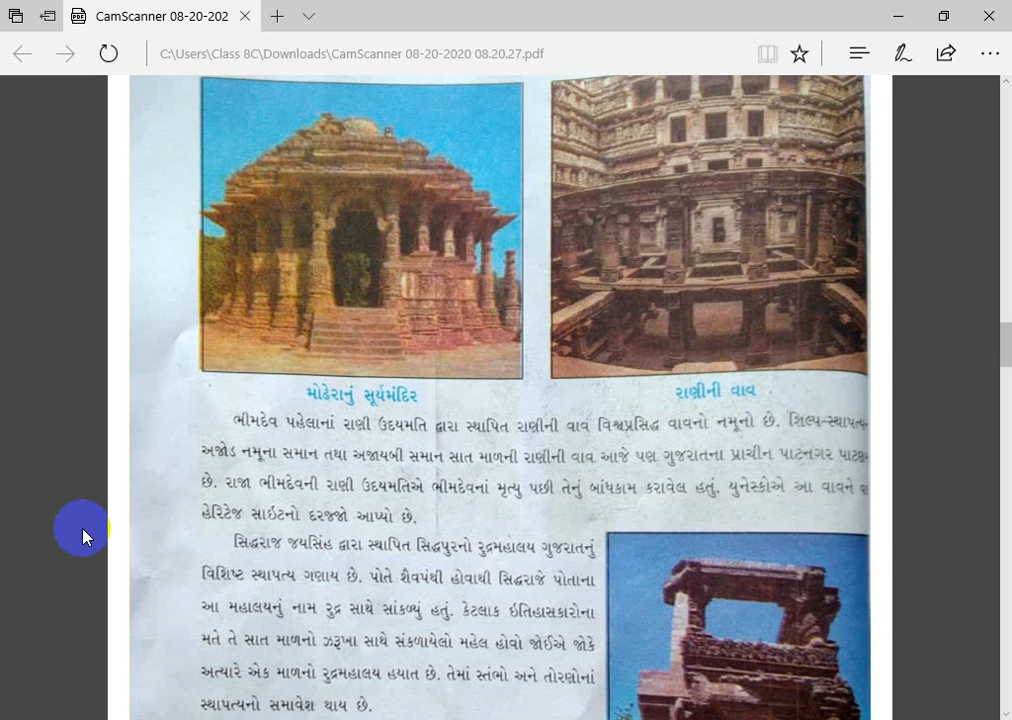 CamScanner 08-20-202
C:\Users\Class 8C\Downloads\CamScanner 08-20-2020 08.20.27.pdf
મોઢેરાનું સૂર્યમંદિર
રાણીની વાવ
ભીમદેવ પહેલાનાં રાણી ઉદયમતિ દ્વારા સ્થાપિત રાણીની વાવ વિશ્વપ્રસિદ્ધ વાવનો નમૂનો છે.
અજોડ નમૂના સમાન તથા અજાયબી સમાન સાત માળની રાણીની વાવ આજે પણ ગુજરાતના પ્રાચીન પાટનગર
છે. રાજા ભીમદેવની રાણી ઉદયમતિએ ભીમદેવનાં મૃત્યુ પછી તેનું બાંધકામ કરાવેલ હતું. યુનેસ્કોએ આ વાવને
હેરિટેજ સાઇટનો દરજ્જો આપ્યો છે.
સિદ્ધરાજ જયસિંહ દ્વારા સ્થાપિત સિદ્ધપુરનો રુદ્રમહાલય ગુજરાતનું
વિશિષ્ટ સ્થાપત્ય ગણાય છે. પોતે શૈવપંથી હોવાથી સિદ્ધરાજે પોતાના
આ મહાલયનું નામ રુદ્ર સાથે સાંકળ્યું હતું. કેટલાક ઇતિહાસકારોના
મતે તે સાત માળનો ઝરૂખા સાથે સંકળાયેલો મહેલ હોવો જોઈએ જોકે
અત્યારે એક માળનો રુદ્રમહાલય હયાત છે. તેમાં સ્તંભો અને તોરણોનાં
સ્થાપત્યનો સમાવેશ થાય છે.